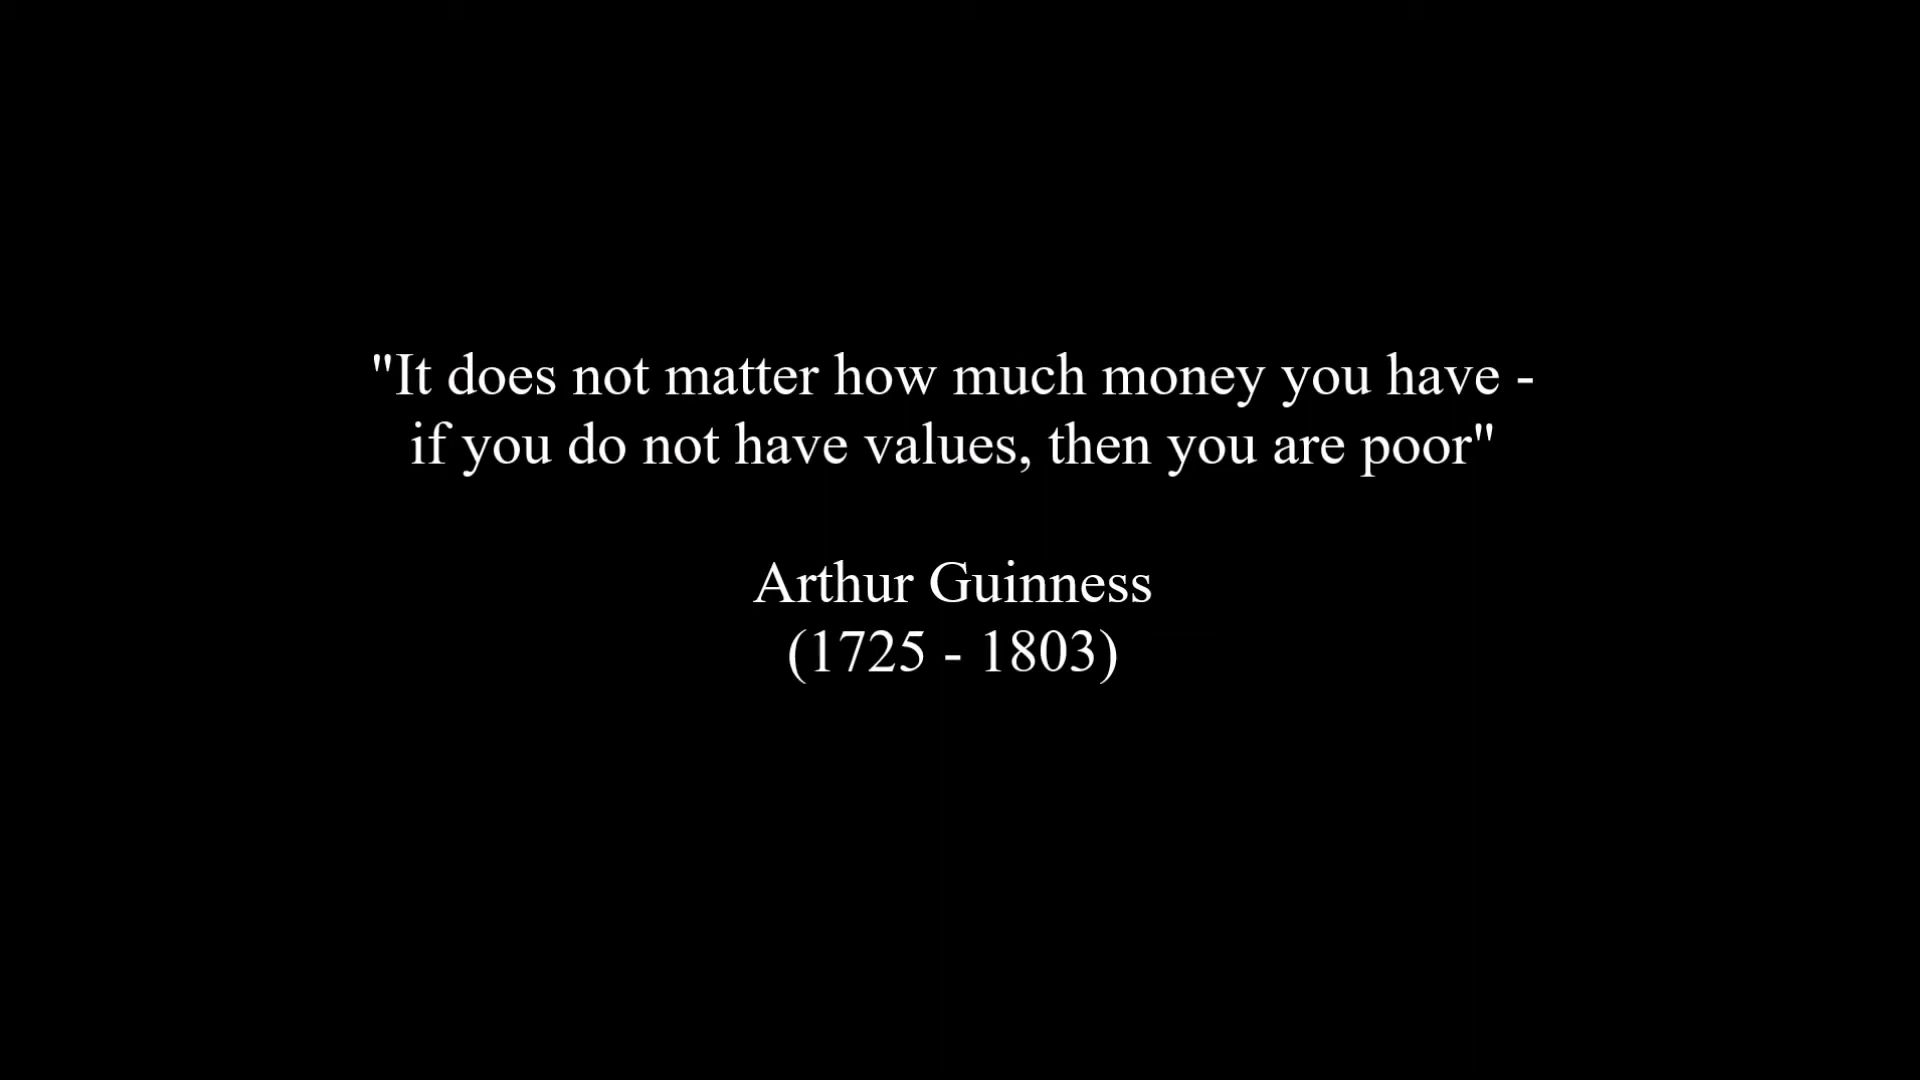 "It does not matter how much money you have -
if you do not have values, then you are poor"
Arthur Guinness
(1725 - 1803)